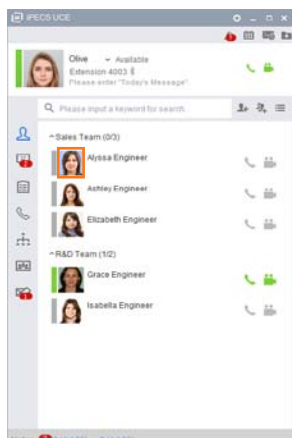 iPECS UCE
Olive Available
Extension 4003
Please enter "Today's Message".
Please input a keyword for search.
Sales Team (0/3)
Alyssa Engineer
Ashley Engineer
Elizabeth Engineer
R&D Team (1/2)
Grace Engineer
Isabella Engineer